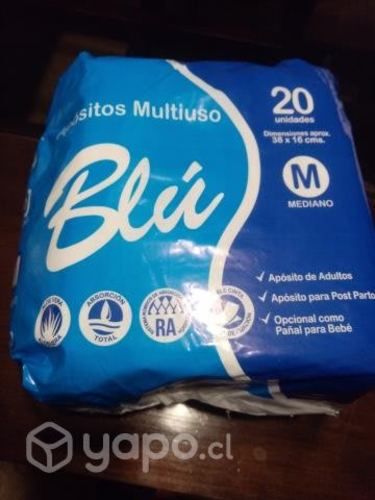 Apósitos Multiuso
Blú
20
unidades
Dimensiones aprox.
36 x 16 cms.
M
MEDIANO
✓ Apósito de Adultos
✓ Apósito para Post Parto
✓ Opcional como
Pañal para Bebé
ABSORCIÓN
TOTAL
RA
yapo.cl